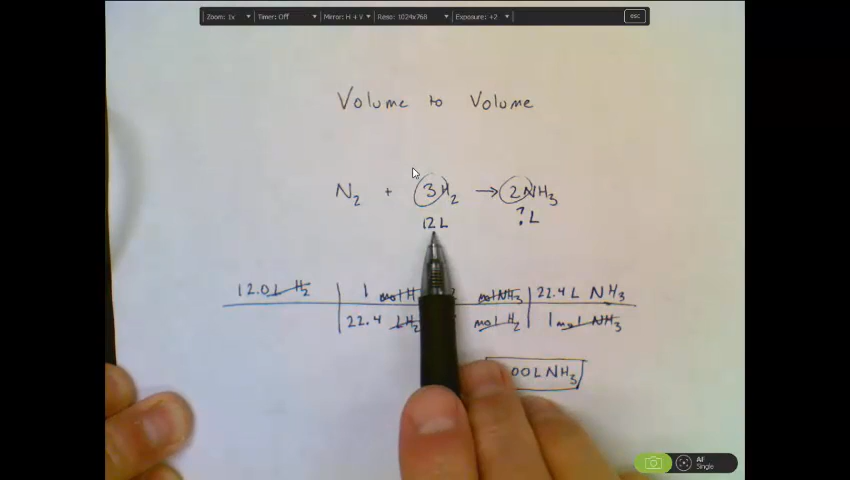 Zoom: 1x Timer: Off Mirror: H + V Reso: 1024x768 Exposure: +2 esc
Volume to Volume
N₂ + 3H₂ → 2NH₃
12L ?L
12.0 L H₂ 1 mol H mol NH₃ 22.4 L NH₃
22.4 L H₂ mol H₂ 1 mol NH₃
00 L NH₃
AF
Single